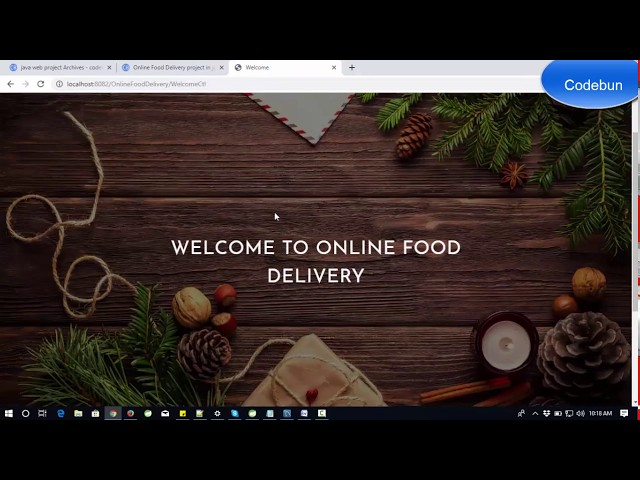 java web project Archives - codn
Online Food Delivery project in j
Welcome
localhost:8082/OnlineFoodDelivery/WelcomeCtl
Codebun
WELCOME TO ONLINE FOOD
DELIVERY
10:18 AM